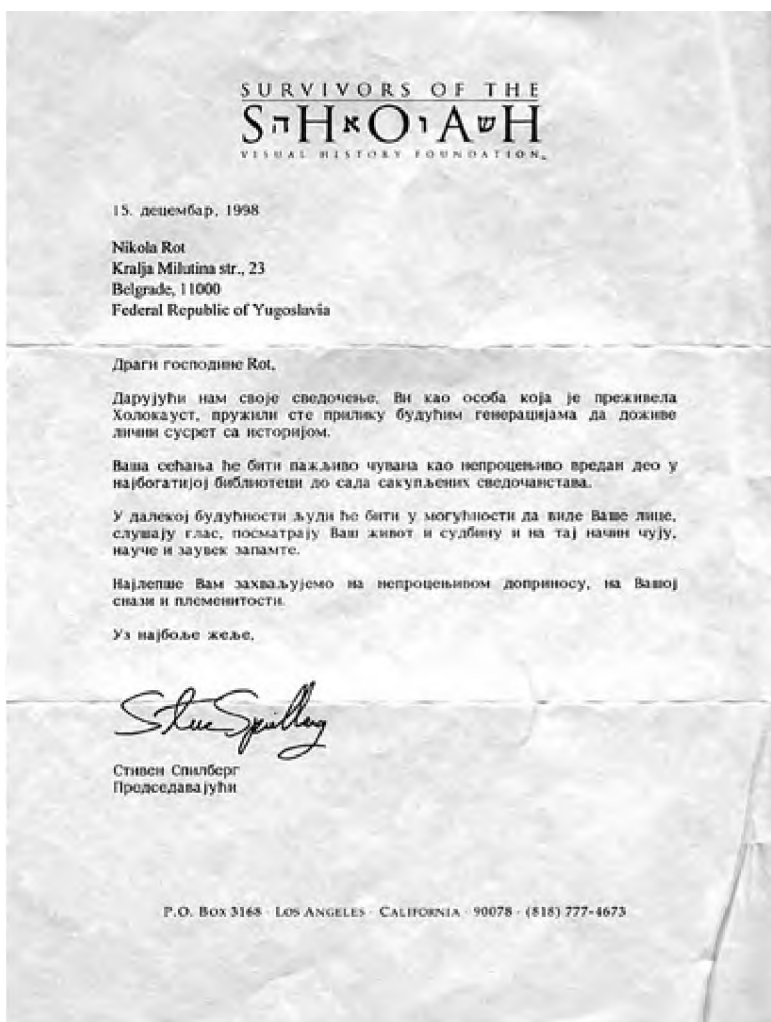 SURVIVORS OF THE
SהHאOוAשH
VISUAL HISTORY FOUNDATION™
15. децембар, 1998
Nikola Rot
Kralja Milutina str., 23
Belgrade, 11000
Federal Republic of Yugoslavia
Драги господине Rot,
Дарујући нам своје сведочење, Ви као особа која је преживела
Холокауст, пружили сте прилику будућим генерацијама да доживе
лични сусрет са историјом.
Ваша сећања ће бити пажљиво чувана као непроцењиво вредан део у
најбогатијој библиотеци до сада сакупљених сведочанстава.
У далекој будућности људи ће бити у могућности да виде Ваше лице,
слушају глас, посматрају Ваш живот и судбину и на тај начин чују,
науче и заувек запамте.
Најлепше Вам захваљујемо на непроцењивом доприносу, на Вашој
снази и племенитости.
Уз најбоље жеље,
Steven Spielberg
Стивен Спилберг
Председавајући
P.O. Box 3168 · Los Angeles · California · 90078 · (818) 777-4673